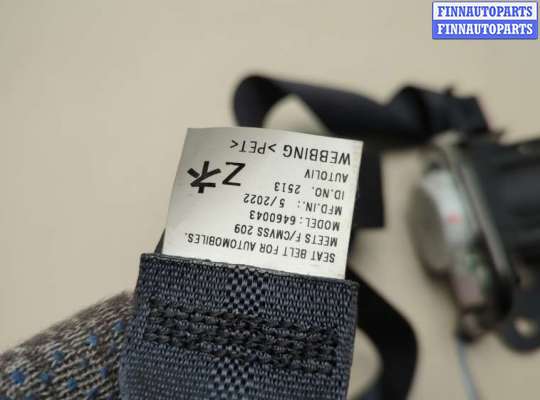 FINNAUTOPARTS
FINNAUTOPARTS
SEAT BELT FOR AUTOMOBILES.
MEETS F/CMVSS 209
MODEL: 6460043
MFD.IN.: 5/2022
ID.NO. 2513
AUTOLIV
WEBBING >PET<